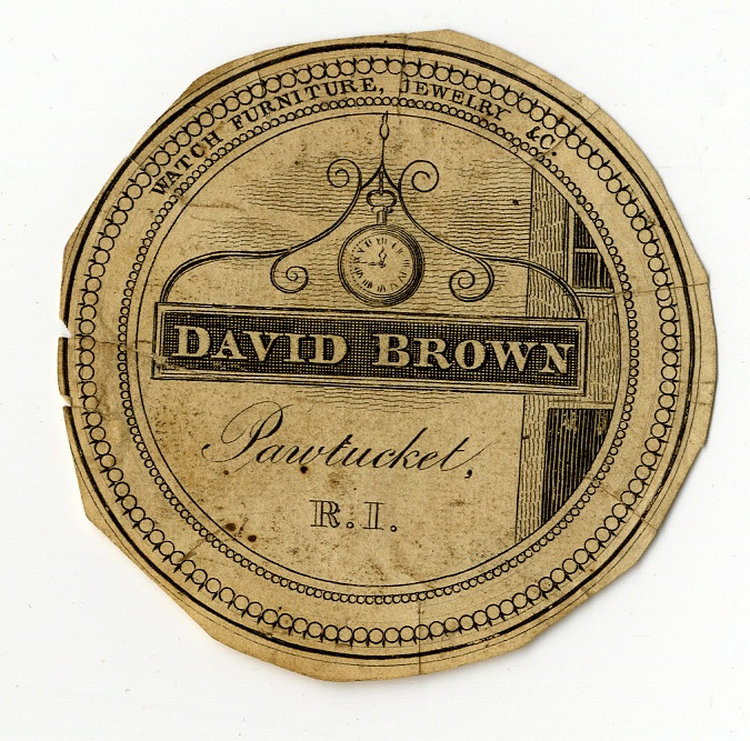 WATCH FURNITURE, JEWELRY &C.
DAVID BROWN
Pawtucket,
R.I.